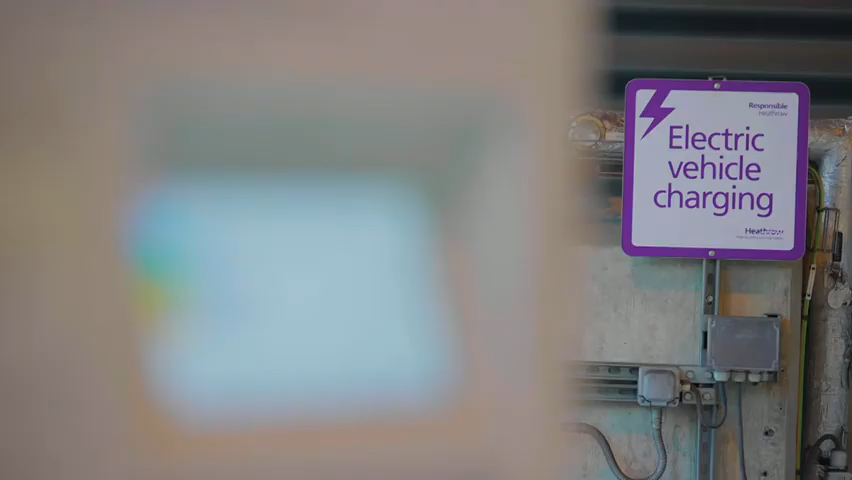 Responsible
Heathrow
Electric
vehicle
charging
Heathrow